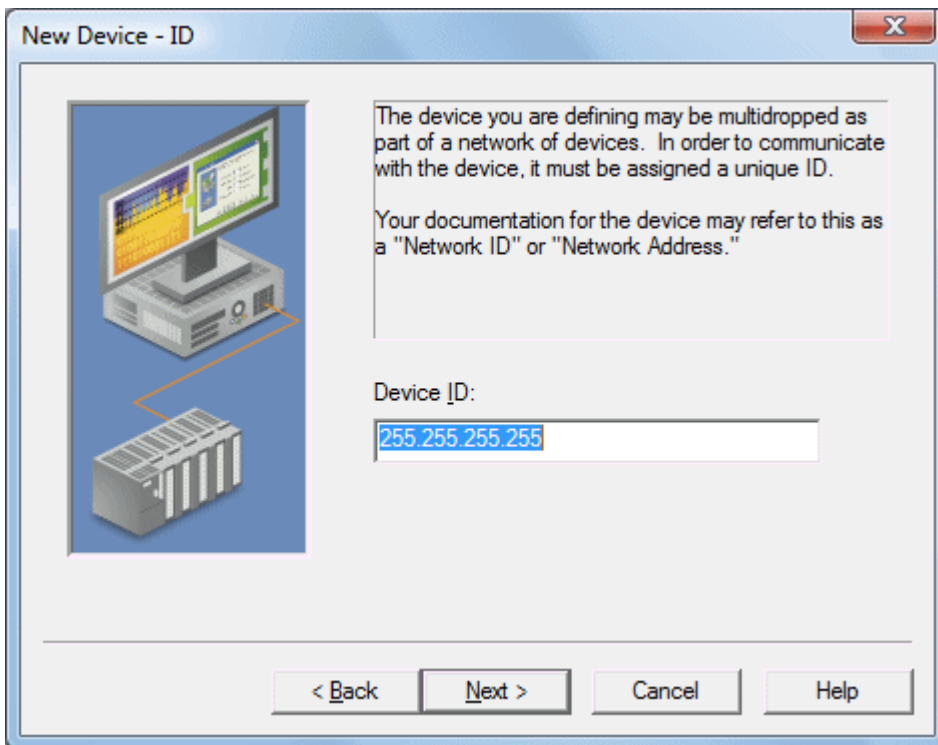 New Device - ID
The device you are defining may be multidropped as
part of a network of devices.  In order to communicate
with the device, it must be assigned a unique ID.
Your documentation for the device may refer to this as
a "Network ID" or "Network Address."
Device ID:
255.255.255.255
< Back
Next >
Cancel
Help